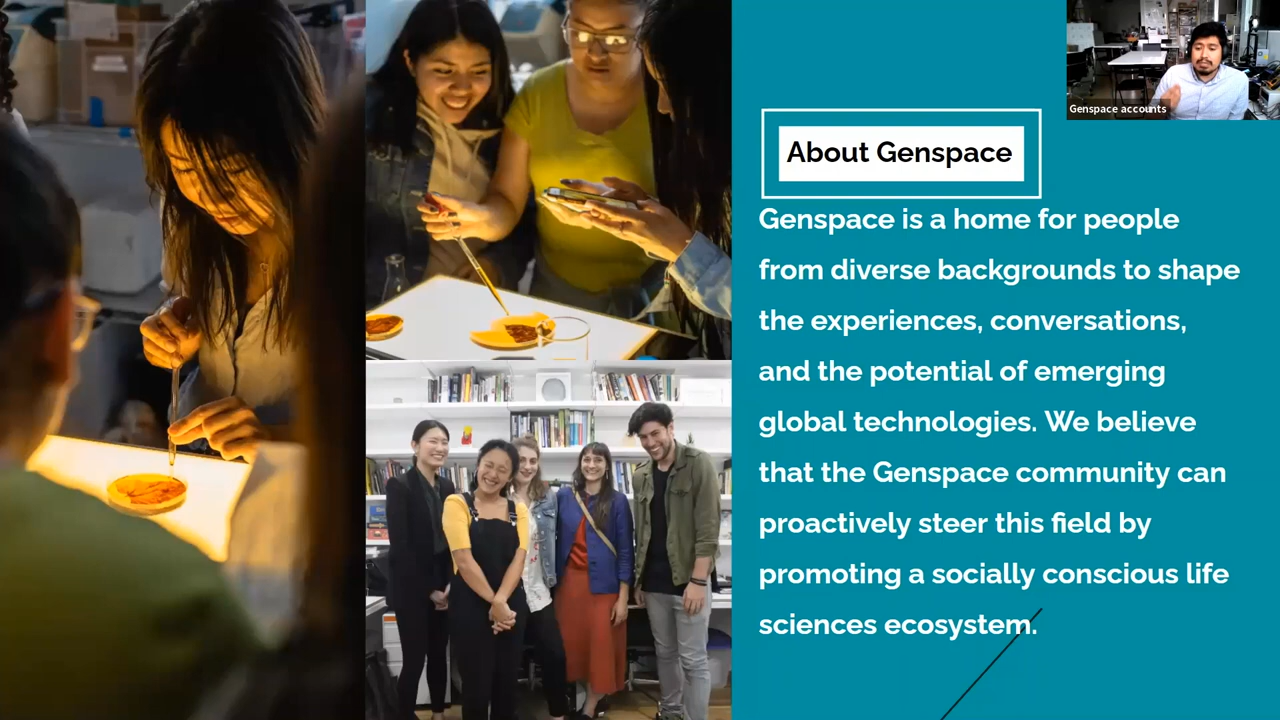 Genspace accounts
About Genspace
Genspace is a home for people
from diverse backgrounds to shape
the experiences, conversations,
and the potential of emerging
global technologies. We believe
that the Genspace community can
proactively steer this field by
promoting a socially conscious life
sciences ecosystem.